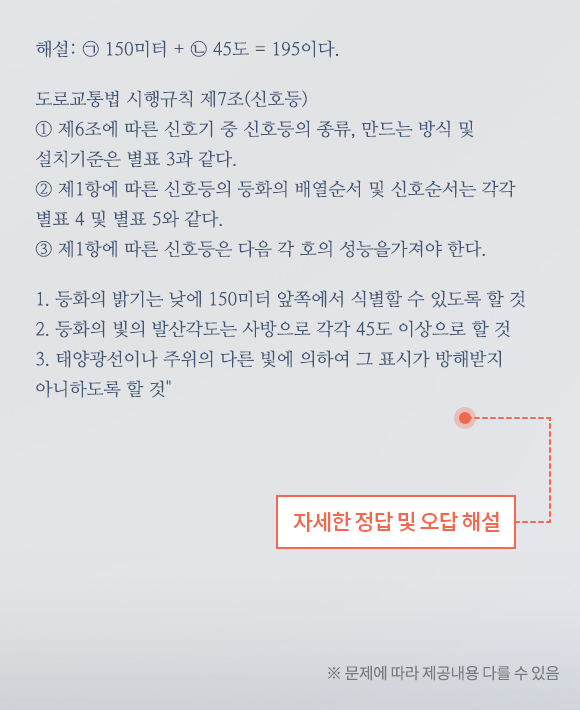 해설: ㉠ 150미터 + ㉡ 45도 = 195이다.
도로교통법 시행규칙 제7조(신호등)
① 제6조에 따른 신호기 중 신호등의 종류, 만드는 방식 및
설치기준은 별표 3과 같다.
② 제1항에 따른 신호등의 등화의 배열순서 및 신호순서는 각각
별표 4 및 별표 5와 같다.
③ 제1항에 따른 신호등은 다음 각 호의 성능을가져야 한다.
1. 등화의 밝기는 낮에 150미터 앞쪽에서 식별할 수 있도록 할 것
2. 등화의 빛의 발산각도는 사방으로 각각 45도 이상으로 할 것
3. 태양광선이나 주위의 다른 빛에 의하여 그 표시가 방해받지
아니하도록 할 것"
자세한 정답 및 오답 해설
※ 문제에 따라 제공내용 다를 수 있음